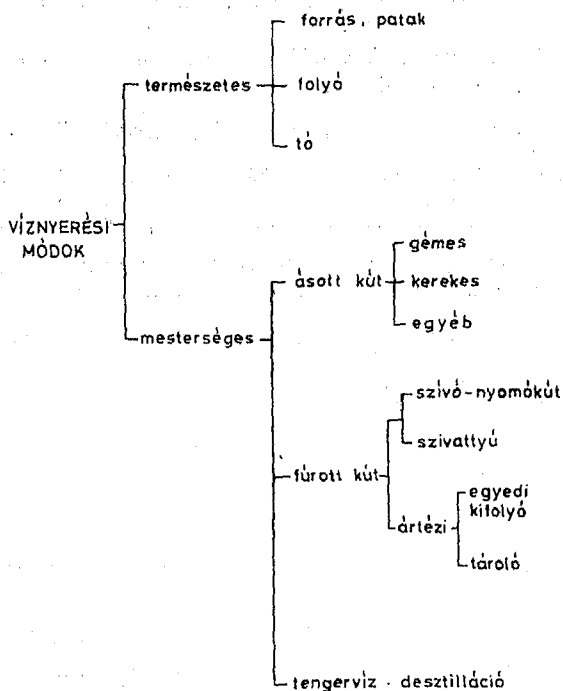 forrás, patak
természetes
folyó
tó
VÍZNYERÉSI
MÓDOK
gémes
ásott kút
kerekes
egyéb
mesterséges
szívó-nyomókút
szivattyú
fúrott kút
egyedi
kifolyó
ártézi
tároló
tengervíz - desztilláció